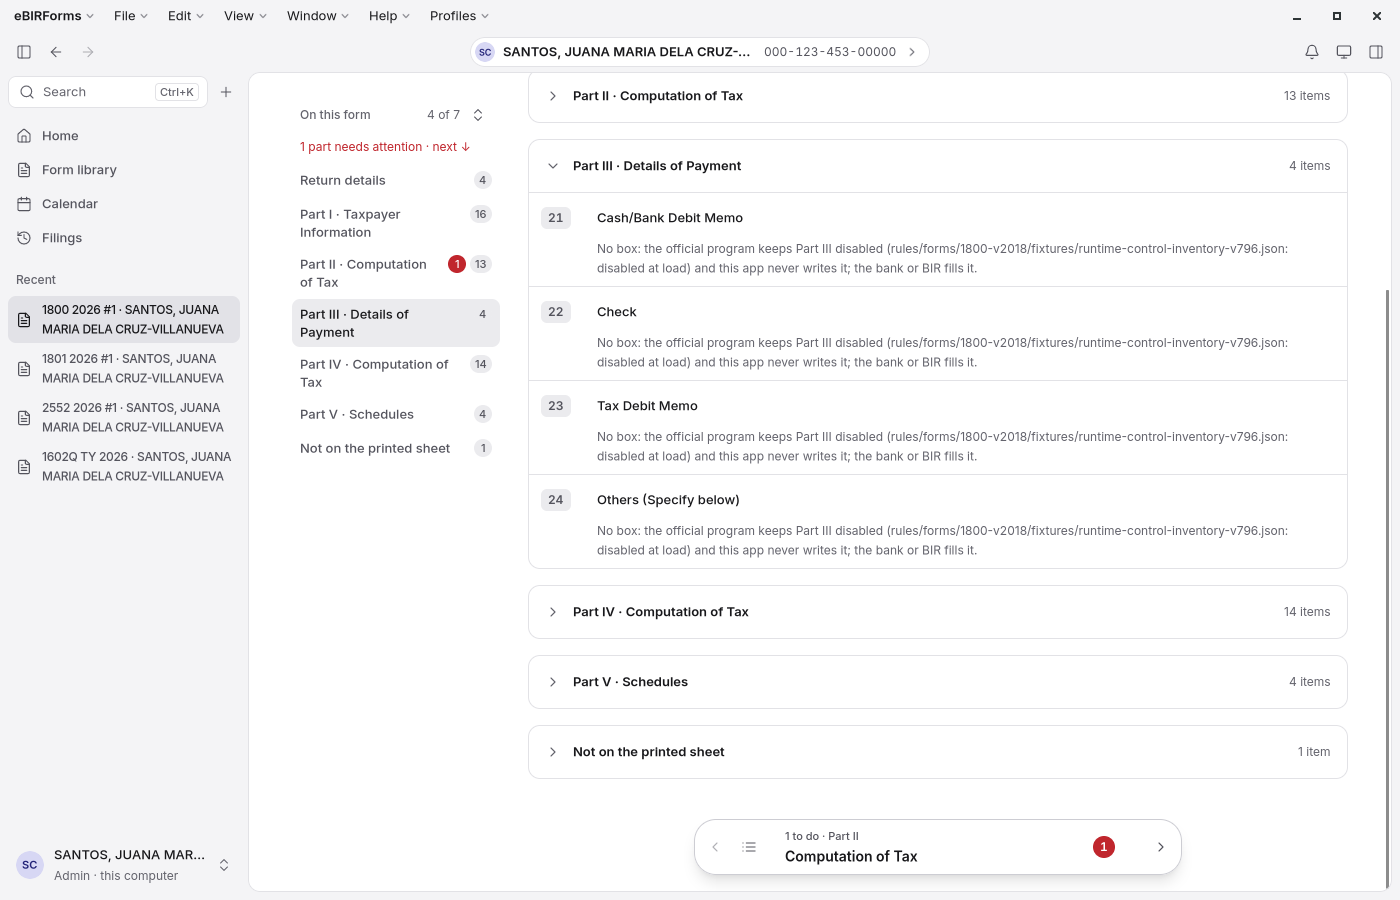 eBIRForms File Edit View Window Help Profiles
SC SANTOS, JUANA MARIA DELA CRUZ-... 000-123-453-00000
Search Ctrl+K
Home
Form library
Calendar
Filings
Recent
1800 2026 #1 · SANTOS, JUANA
MARIA DELA CRUZ-VILLANUEVA
1801 2026 #1 · SANTOS, JUANA
MARIA DELA CRUZ-VILLANUEVA
2552 2026 #1 · SANTOS, JUANA
MARIA DELA CRUZ-VILLANUEVA
1602Q TY 2026 · SANTOS, JUANA
MARIA DELA CRUZ-VILLANUEVA
SC SANTOS, JUANA MAR...
Admin · this computer
On this form 4 of 7
1 part needs attention · next ↓
Return details 4
Part I · Taxpayer 16
Information
Part II · Computation 1 13
of Tax
Part III · Details of 4
Payment
Part IV · Computation of 14
Tax
Part V · Schedules 4
Not on the printed sheet 1
Part II · Computation of Tax 13 items
Part III · Details of Payment 4 items
21 Cash/Bank Debit Memo
No box: the official program keeps Part III disabled (rules/forms/1800-v2018/fixtures/runtime-control-inventory-v796.json:
disabled at load) and this app never writes it; the bank or BIR fills it.
22 Check
No box: the official program keeps Part III disabled (rules/forms/1800-v2018/fixtures/runtime-control-inventory-v796.json:
disabled at load) and this app never writes it; the bank or BIR fills it.
23 Tax Debit Memo
No box: the official program keeps Part III disabled (rules/forms/1800-v2018/fixtures/runtime-control-inventory-v796.json:
disabled at load) and this app never writes it; the bank or BIR fills it.
24 Others (Specify below)
No box: the official program keeps Part III disabled (rules/forms/1800-v2018/fixtures/runtime-control-inventory-v796.json:
disabled at load) and this app never writes it; the bank or BIR fills it.
Part IV · Computation of Tax 14 items
Part V · Schedules 4 items
Not on the printed sheet 1 item
1 to do · Part II
Computation of Tax 1